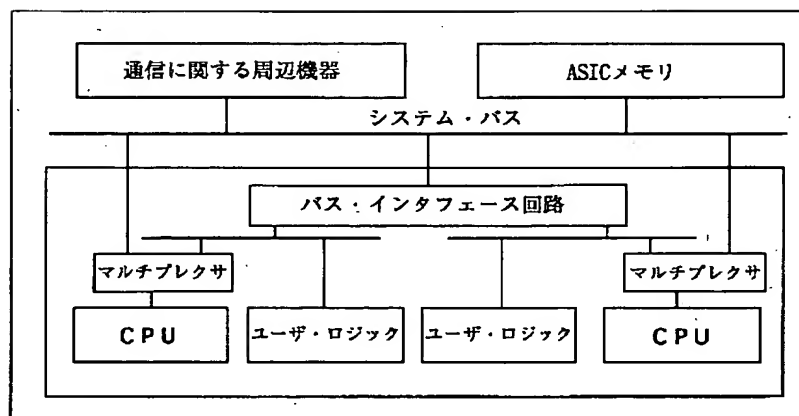 通信に関する周辺機器
ASICメモリ
システム・バス
バス・インタフェース回路
マルチプレクサ
マルチプレクサ
CPU
ユーザ・ロジック
ユーザ・ロジック
CPU